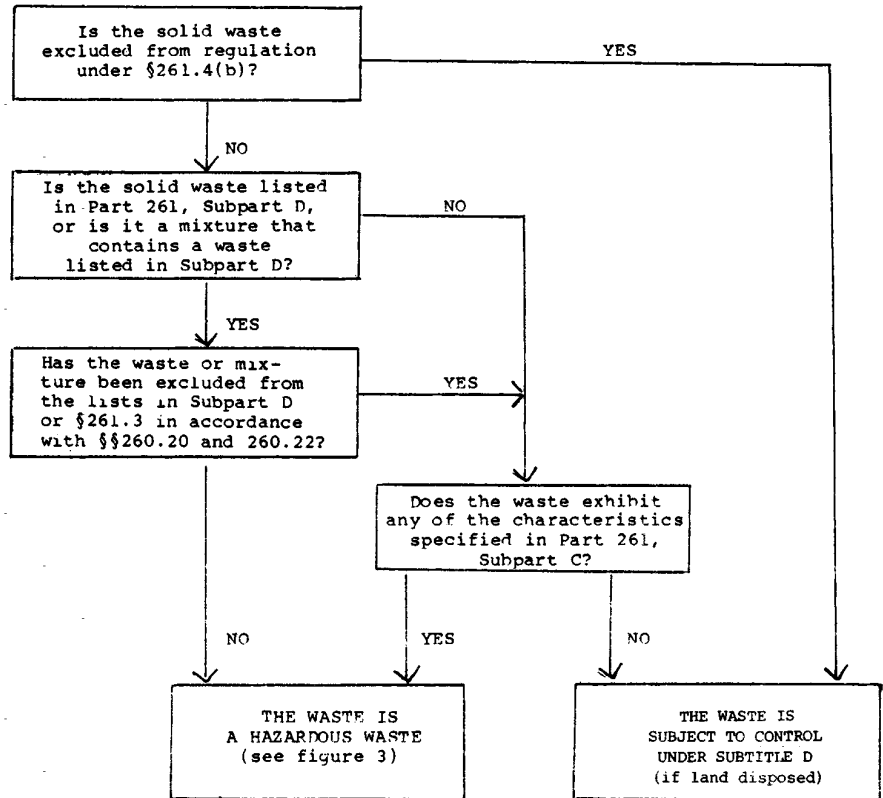 Is the solid waste
excluded from regulation
under §261.4(b)?
YES
NO
Is the solid waste listed
in Part 261, Subpart D,
or is it a mixture that
contains a waste
listed in Subpart D?
NO
YES
Has the waste or mix-
ture been excluded from
the lists in Subpart D
or §261.3 in accordance
with §§260.20 and 260.22?
YES
Does the waste exhibit
any of the characteristics
specified in Part 261,
Subpart C?
NO
YES
NO
THE WASTE IS
A HAZARDOUS WASTE
(see figure 3)
THE WASTE IS
SUBJECT TO CONTROL
UNDER SUBTITLE D
(if land disposed)